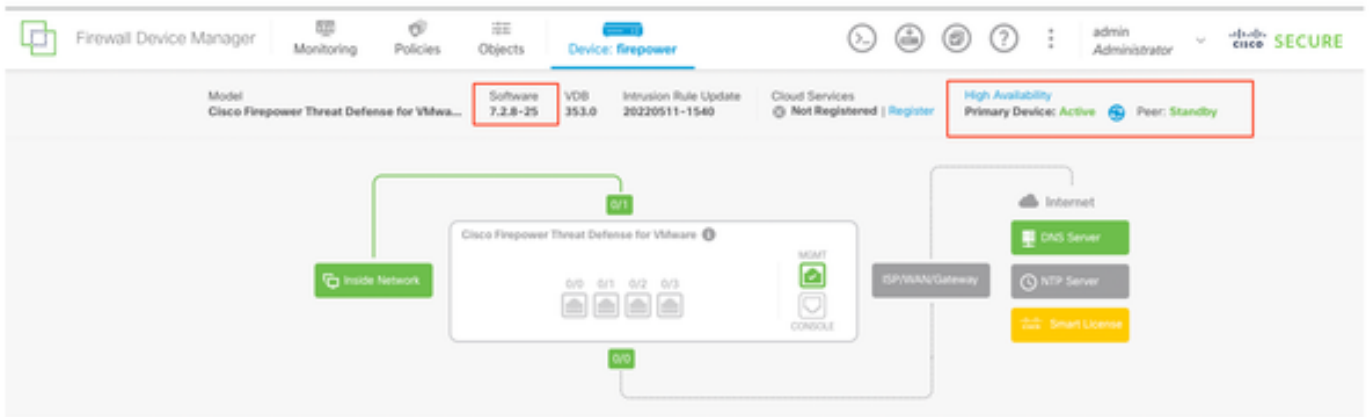 Firewall Device Manager
Monitoring
Policies
Objects
Device: firepower
>_
?
admin
Administrator
cisco SECURE
Model
Cisco Firepower Threat Defense for VMwa...
Software
7.2.8-25
VDB
353.0
Intrusion Rule Update
20220511-1540
Cloud Services
Not Registered | Register
High Availability
Primary Device: Active
Peer: Standby
0/1
Internet
Cisco Firepower Threat Defense for VMware
DNS Server
MGMT
Inside Network
0/0 0/1 0/2 0/3
ISP/WAN/Gateway
NTP Server
CONSOLE
Smart License
0/0